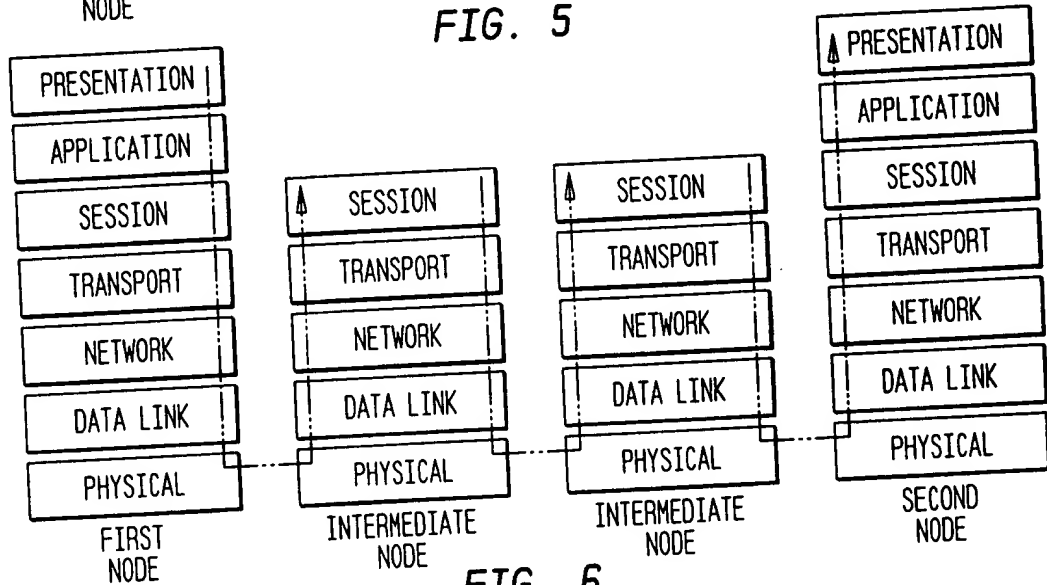 NODE
FIG. 5
PRESENTATION
APPLICATION
SESSION
TRANSPORT
NETWORK
DATA LINK
PHYSICAL
FIRST
NODE
SESSION
TRANSPORT
NETWORK
DATA LINK
PHYSICAL
INTERMEDIATE
NODE
SESSION
TRANSPORT
NETWORK
DATA LINK
PHYSICAL
INTERMEDIATE
NODE
PRESENTATION
APPLICATION
SESSION
TRANSPORT
NETWORK
DATA LINK
PHYSICAL
SECOND
NODE
FIG. 6